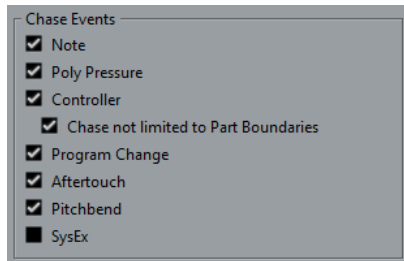 Chase Events
Note
Poly Pressure
Controller
Chase not limited to Part Boundaries
Program Change
Aftertouch
Pitchbend
SysEx